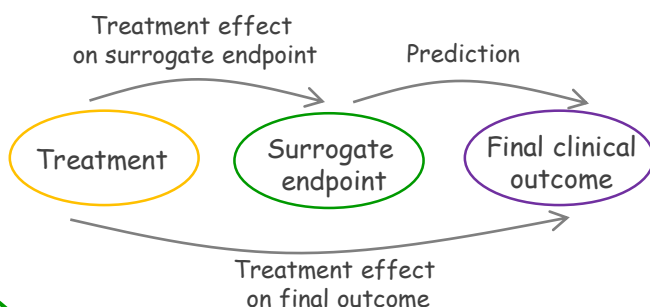 Treatment effect
on surrogate endpoint
Prediction
Treatment
Surrogate
endpoint
Final clinical
outcome
Treatment effect
on final outcome